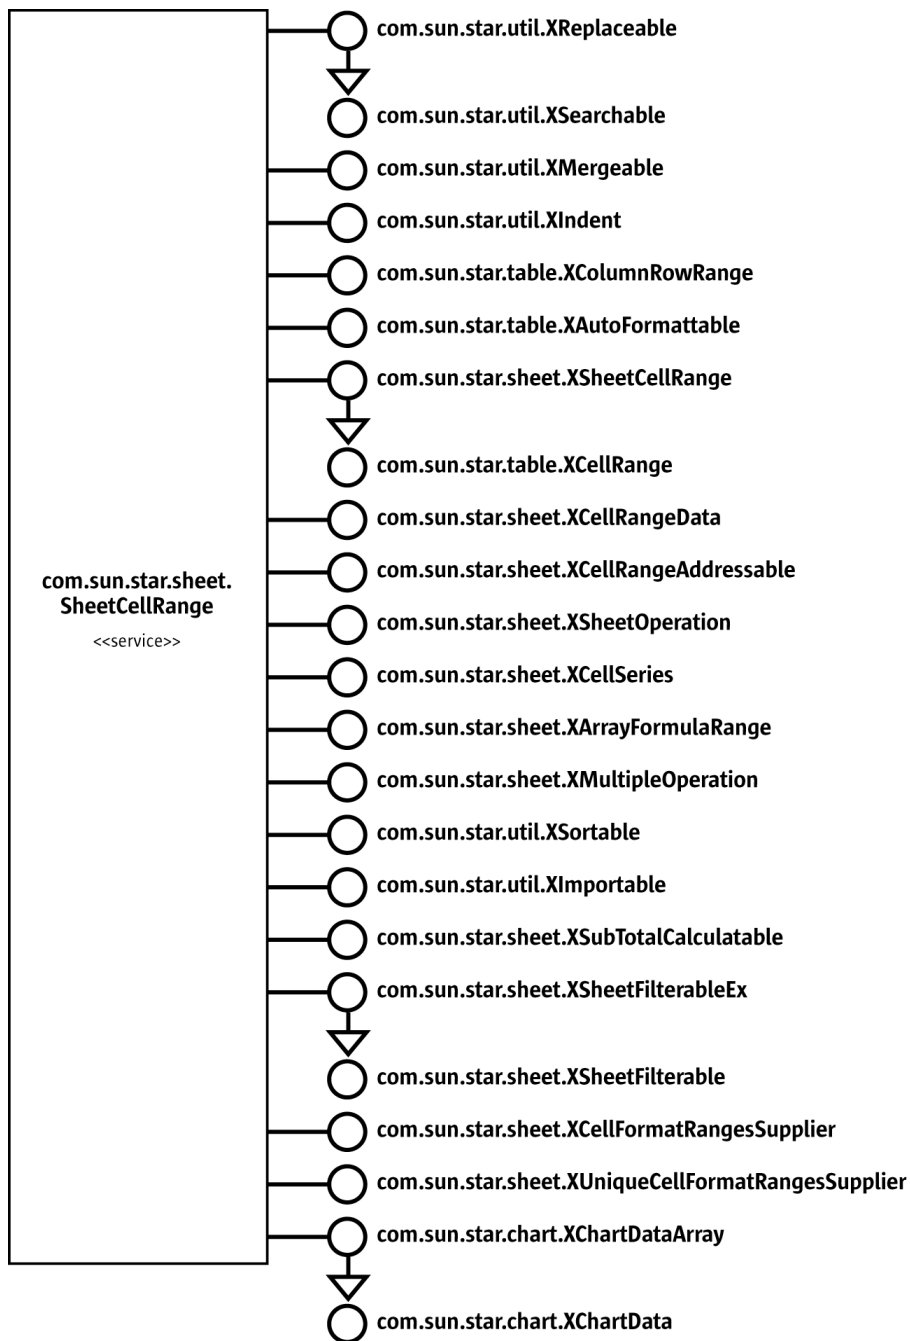 com.sun.star.util.XReplaceable
com.sun.star.util.XSearchable
com.sun.star.util.XMergeable
com.sun.star.util.XIndent
com.sun.star.table.XColumnRowRange
com.sun.star.table.XAutoFormattable
com.sun.star.sheet.XSheetCellRange
com.sun.star.table.XCellRange
com.sun.star.sheet.XCellRangeData
com.sun.star.sheet.XCellRangeAddressable
com.sun.star.sheet.
SheetCellRange
<<service>>
com.sun.star.sheet.XSheetOperation
com.sun.star.sheet.XCellSeries
com.sun.star.sheet.XArrayFormulaRange
com.sun.star.sheet.XMultipleOperation
com.sun.star.util.XSortable
com.sun.star.util.XImportable
com.sun.star.sheet.XSubTotalCalculatable
com.sun.star.sheet.XSheetFilterableEx
com.sun.star.sheet.XSheetFilterable
com.sun.star.sheet.XCellFormatRangesSupplier
com.sun.star.sheet.XUniqueCellFormatRangesSupplier
com.sun.star.chart.XChartDataArray
com.sun.star.chart.XChartData